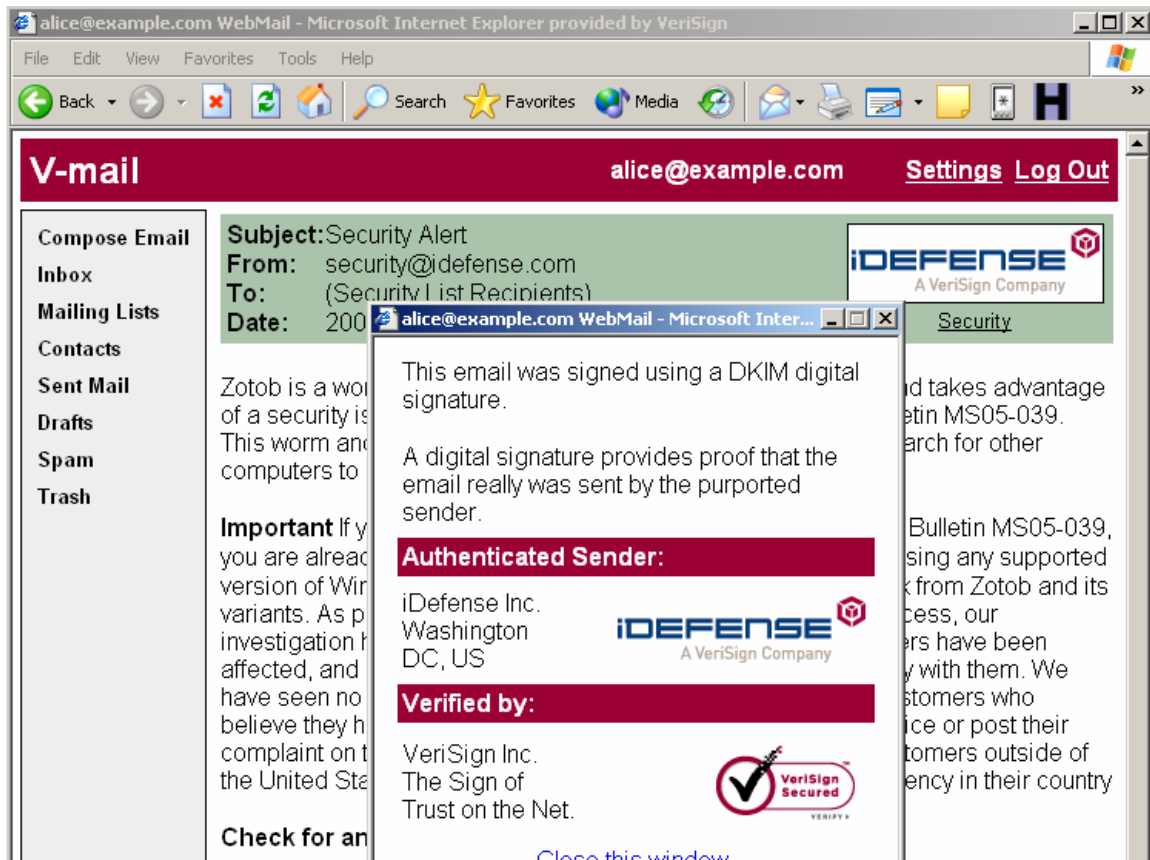 alice@example.com WebMail - Microsoft Internet Explorer provided by VeriSign
File Edit View Favorites Tools Help
Back Search Favorites Media
V-mail alice@example.com Settings Log Out
Compose Email
Inbox
Mailing Lists
Contacts
Sent Mail
Drafts
Spam
Trash
Subject:Security Alert
From: security@idefense.com
To: (Security List Recipients)
Date: 200
iDEFENSE
A VeriSign Company
Security
Zotob is a wor nd takes advantage
of a security is etin MS05-039.
This worm and arch for other
computers to
Important If y Bulletin MS05-039,
you are alread sing any supported
version of Win from Zotob and its
variants. As p cess, our
investigation h ers have been
affected, and y with them. We
have seen no stomers who
believe they h ice or post their
complaint on t tomers outside of
the United Sta ency in their country
Check for an
alice@example.com WebMail - Microsoft Inter...
This email was signed using a DKIM digital
signature.
A digital signature provides proof that the
email really was sent by the purported
sender.
Authenticated Sender:
iDefense Inc.
Washington
DC, US
iDEFENSE
A VeriSign Company
Verified by:
VeriSign Inc.
The Sign of
Trust on the Net.
VeriSign
Secured
VERIFY
Close this window